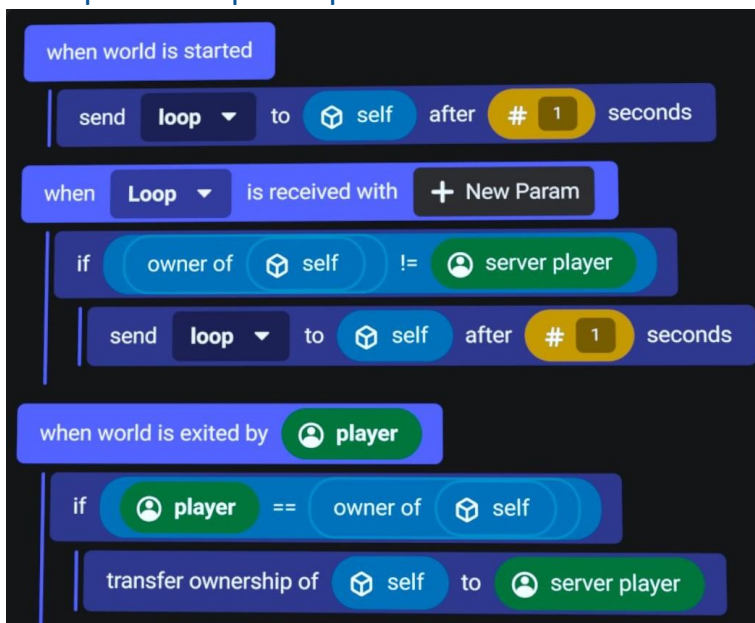 when world is started
send loop to self after # 1 seconds
when Loop is received with + New Param
if owner of self != server player
send loop to self after # 1 seconds
when world is exited by player
if player == owner of self
transfer ownership of self to server player